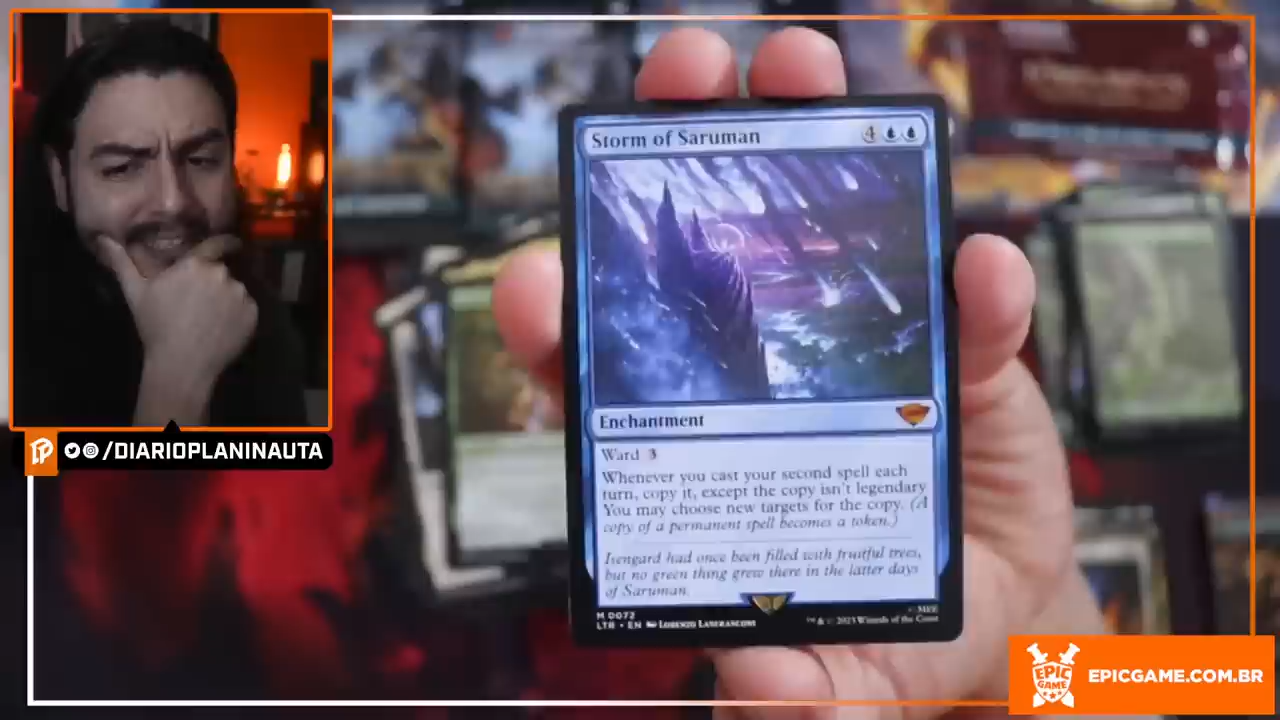 Storm of Saruman 4
Enchantment
Ward 3
Whenever you cast your second spell each
turn, copy it, except the copy isn't legendary
You may choose new targets for the copy. (A
copy of a permanent spell becomes a token.)
Isengard had once been filled with fruitful trees,
but no green thing grew there in the latter days
of Saruman.
M 0072
LTR • EN Lorenzo Lanfranconi
™ & © 2023 Wizards of the Coast
/DIARIOPLANINAUTA
EPIC
GAME
EPICGAME.COM.BR